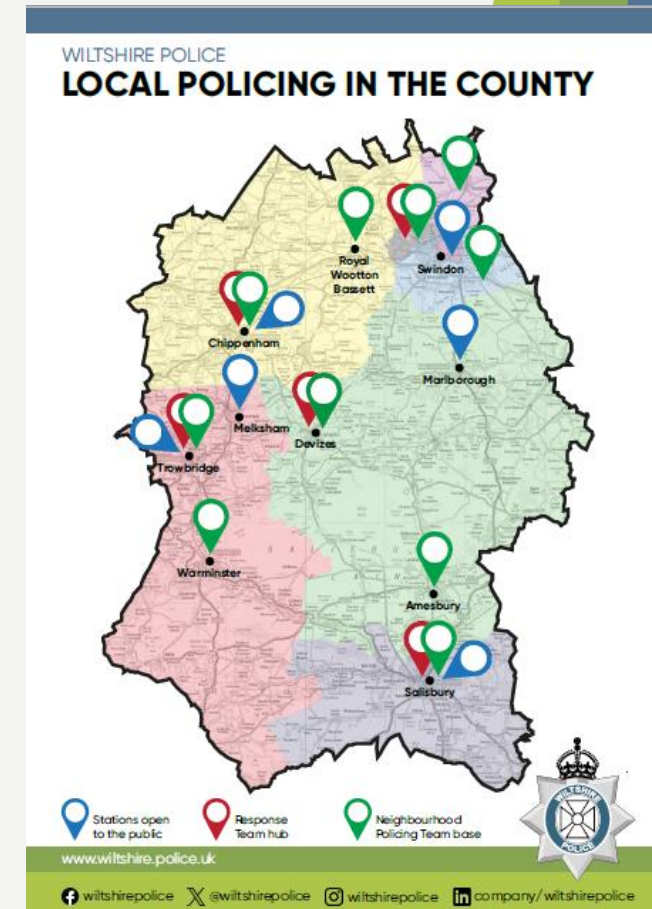 WILTSHIRE POLICE
LOCAL POLICING IN THE COUNTY
Royal
Wootton
Bassett
Swindon
Chippenham
Marlborough
Melksham
Devizes
Trowbridge
Warminster
Amesbury
Salisbury
Stations open
to the public
Response
Team hub
Neighbourhood
Policing Team base
WILTSHIRE
POLICE
www.wiltshire.police.uk
wiltshirepolice
@wiltshirepolice
wiltshirepolice
company/wiltshirepolice